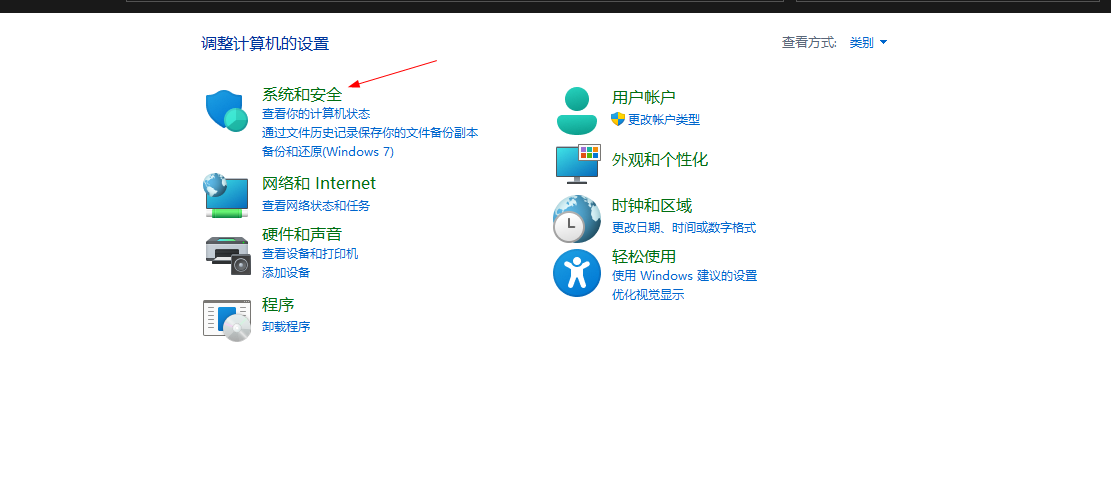 调整计算机的设置
查看方式: 类别
系统和安全
查看你的计算机状态
通过文件历史记录保存你的文件备份副本
备份和还原(Windows 7)
网络和 Internet
查看网络状态和任务
硬件和声音
查看设备和打印机
添加设备
程序
卸载程序
用户帐户
更改帐户类型
外观和个性化
时钟和区域
更改日期、时间或数字格式
轻松使用
使用 Windows 建议的设置
优化视觉显示